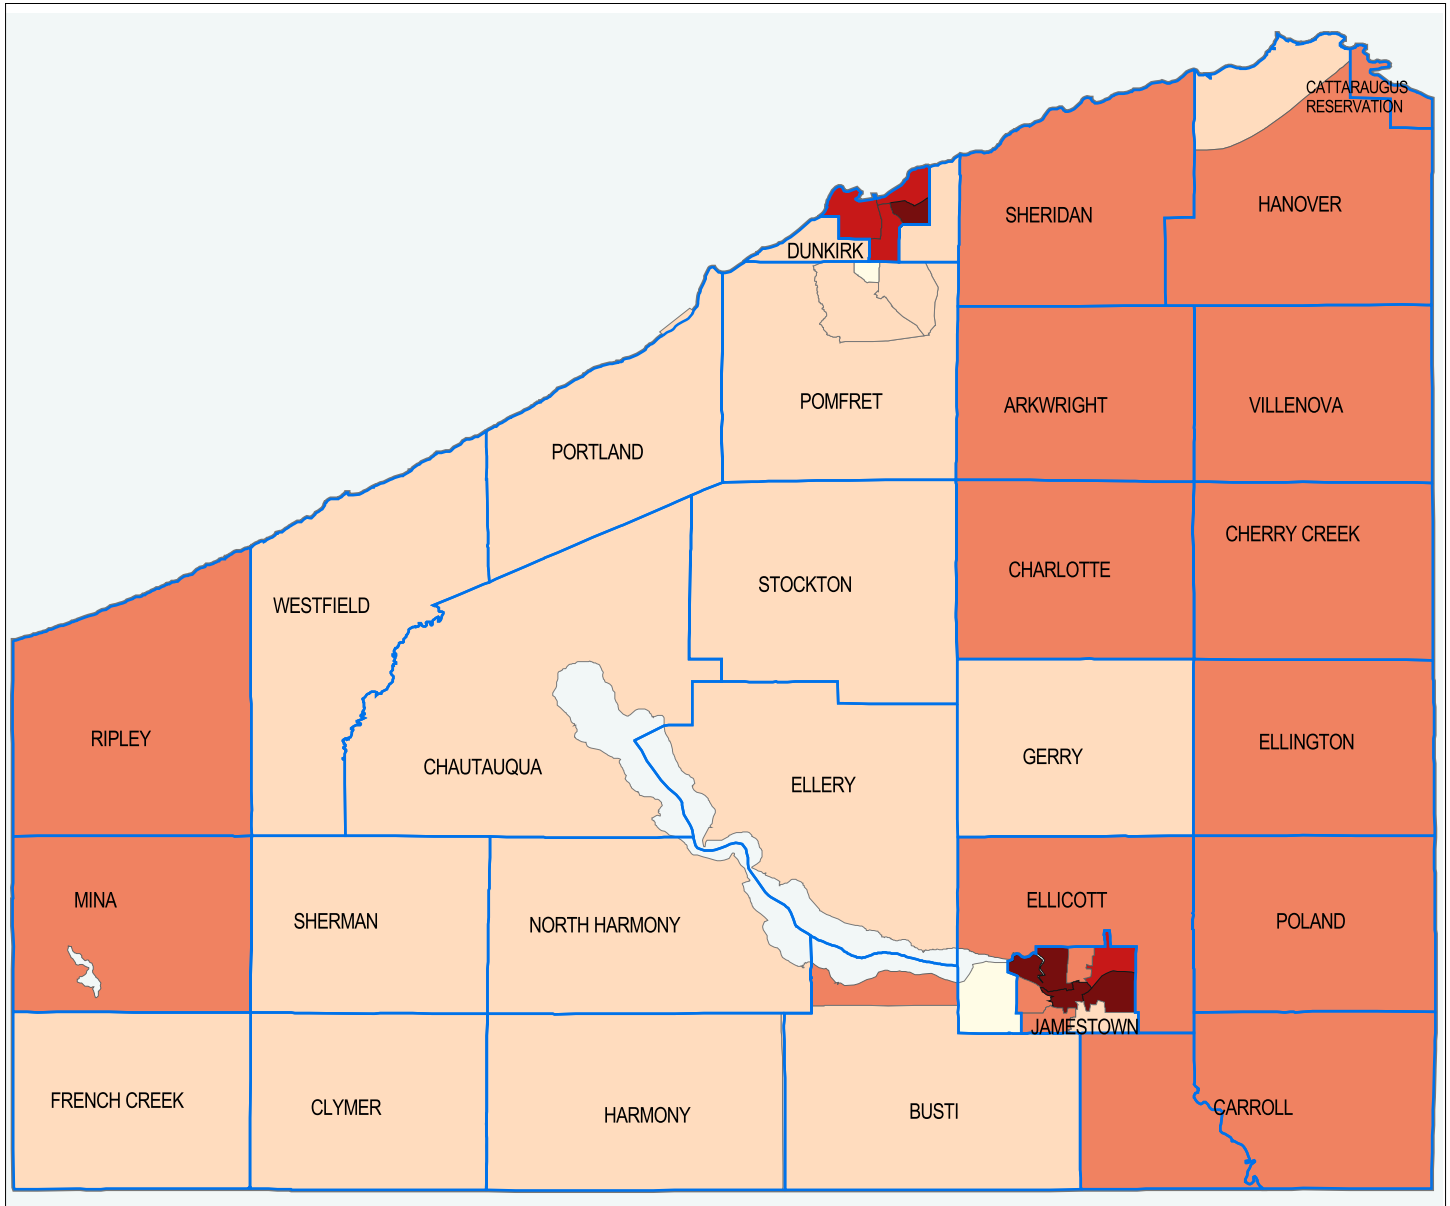 CATTARAUGUS
RESERVATION
HANOVER
SHERIDAN
DUNKIRK
POMFRET
ARKWRIGHT
VILLENOVA
PORTLAND
CHERRY CREEK
CHARLOTTE
STOCKTON
WESTFIELD
RIPLEY
ELLINGTON
GERRY
CHAUTAUQUA
ELLERY
MINA
ELLICOTT
SHERMAN
NORTH HARMONY
POLAND
JAMESTOWN
FRENCH CREEK
CLYMER
HARMONY
BUSTI
CARROLL